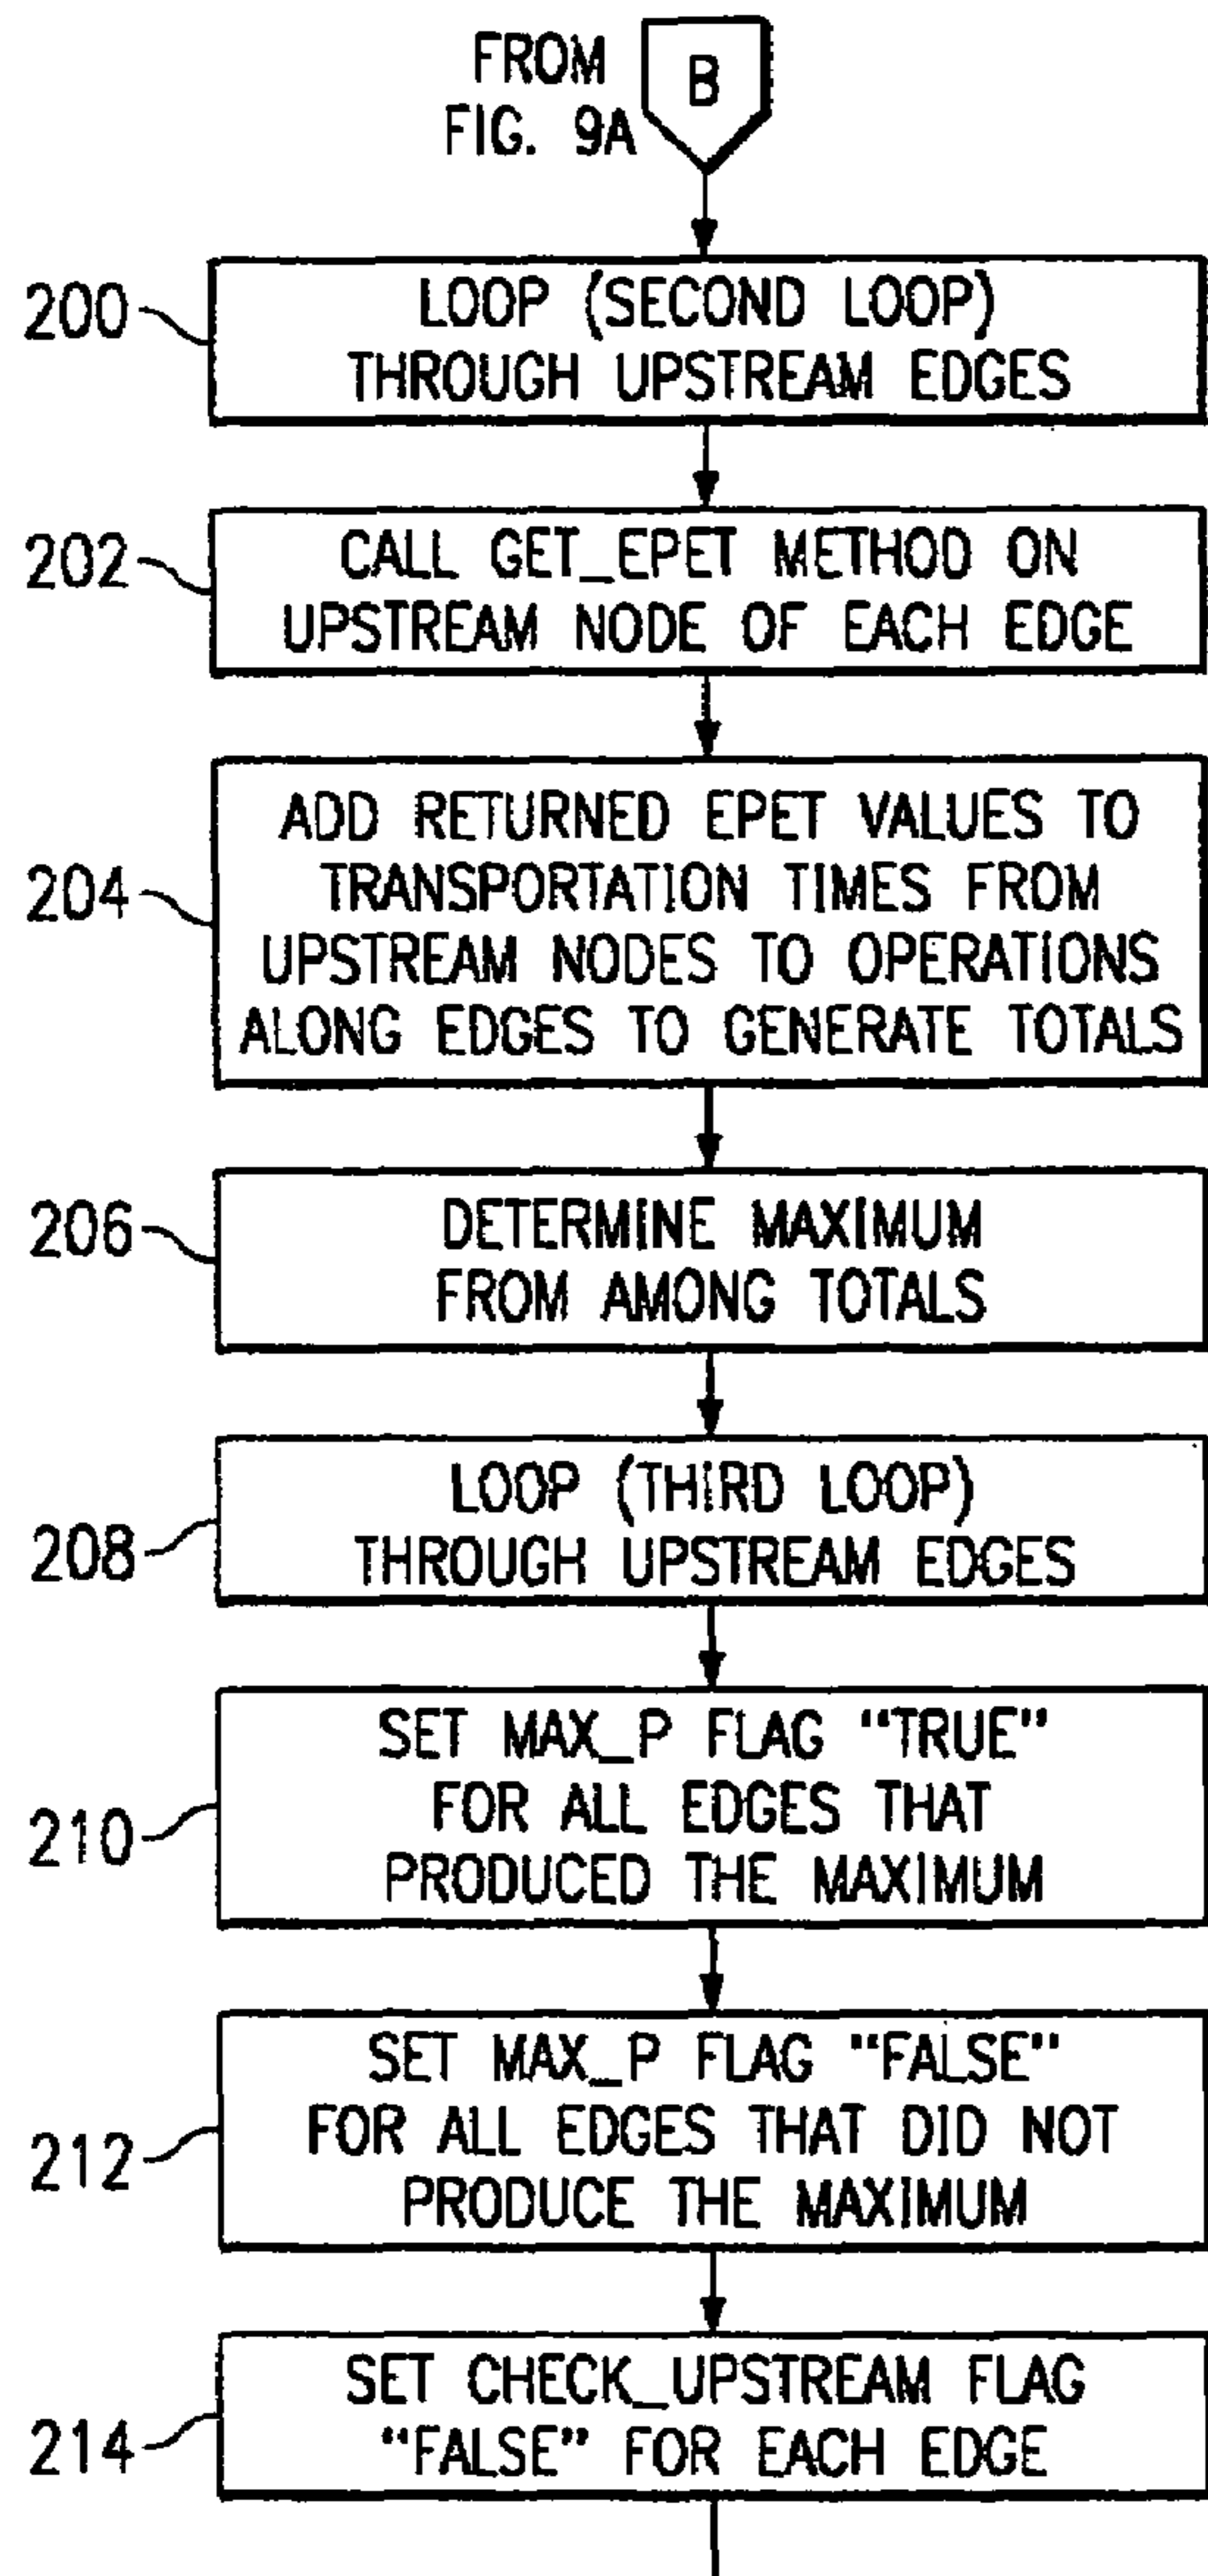 FROM
FIG. 9A
B
200
LOOP (SECOND LOOP)
THROUGH UPSTREAM EDGES
202
CALL GET_EPET METHOD ON
UPSTREAM NODE OF EACH EDGE
204
ADD RETURNED EPET VALUES TO
TRANSPORTATION TIMES FROM
UPSTREAM NODES TO OPERATIONS
ALONG EDGES TO GENERATE TOTALS
206
DETERMINE MAXIMUM
FROM AMONG TOTALS
208
LOOP (THIRD LOOP)
THROUGH UPSTREAM EDGES
210
SET MAX_P FLAG "TRUE"
FOR ALL EDGES THAT
PRODUCED THE MAXIMUM
212
SET MAX_P FLAG "FALSE"
FOR ALL EDGES THAT DID NOT
PRODUCE THE MAXIMUM
214
SET CHECK_UPSTREAM FLAG
"FALSE" FOR EACH EDGE